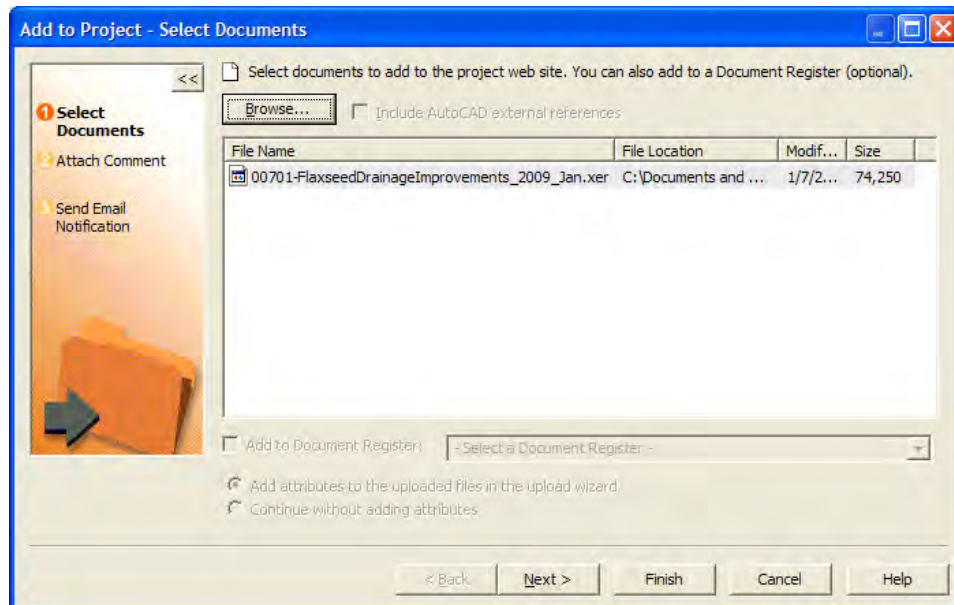 Add to Project - Select Documents
<<
1 Select
Documents
2 Attach Comment
3 Send Email
Notification
Select documents to add to the project web site. You can also add to a Document Register (optional).
Browse... Include AutoCAD external references
File Name File Location Modif... Size
00701-FlaxseedDrainageImprovements_2009_Jan.xer C:\Documents and ... 1/7/2... 74,250
Add to Document Register: - Select a Document Register -
Add attributes to the uploaded files in the upload wizard
Continue without adding attributes
< Back Next > Finish Cancel Help